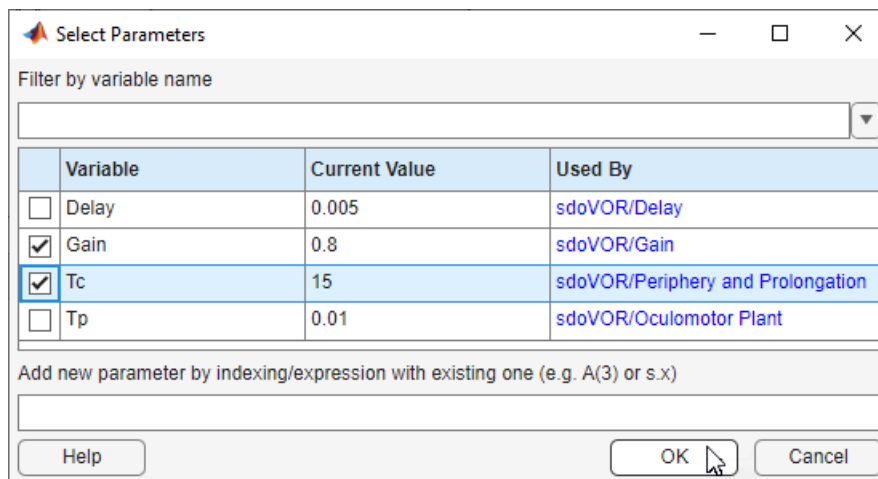 Select Parameters
Filter by variable name
Variable Current Value Used By
Delay 0.005 sdoVOR/Delay
Gain 0.8 sdoVOR/Gain
Tc 15 sdoVOR/Periphery and Prolongation
Tp 0.01 sdoVOR/Oculomotor Plant
Add new parameter by indexing/expression with existing one (e.g. A(3) or s.x)
Help OK Cancel